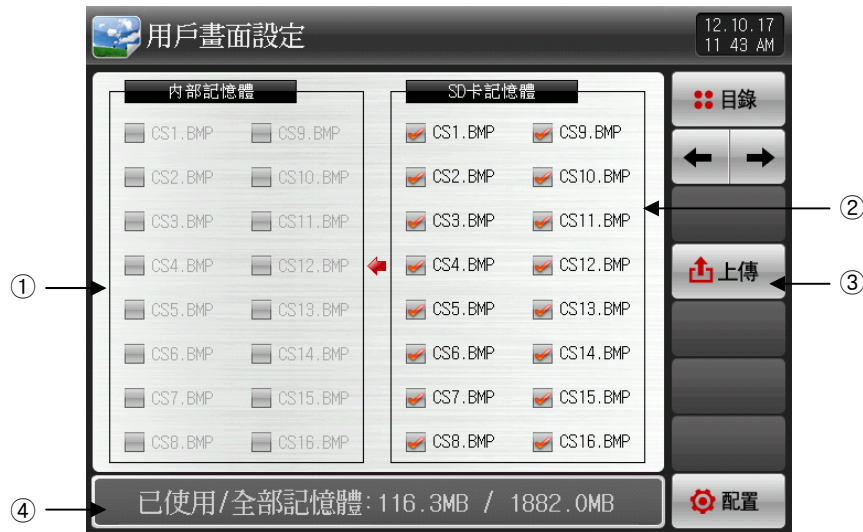 用戶畫面設定
12.10.17
11 43 AM
内部記憶體
CS1.BMP CS9.BMP
CS2.BMP CS10.BMP
CS3.BMP CS11.BMP
CS4.BMP CS12.BMP
CS5.BMP CS13.BMP
CS6.BMP CS14.BMP
CS7.BMP CS15.BMP
CS8.BMP CS16.BMP
SD卡記憶體
CS1.BMP CS9.BMP
CS2.BMP CS10.BMP
CS3.BMP CS11.BMP
CS4.BMP CS12.BMP
CS5.BMP CS13.BMP
CS6.BMP CS14.BMP
CS7.BMP CS15.BMP
CS8.BMP CS16.BMP
目錄
上傳
配置
已使用/全部記憶體:116.3MB / 1882.0MB
①
②
③
④